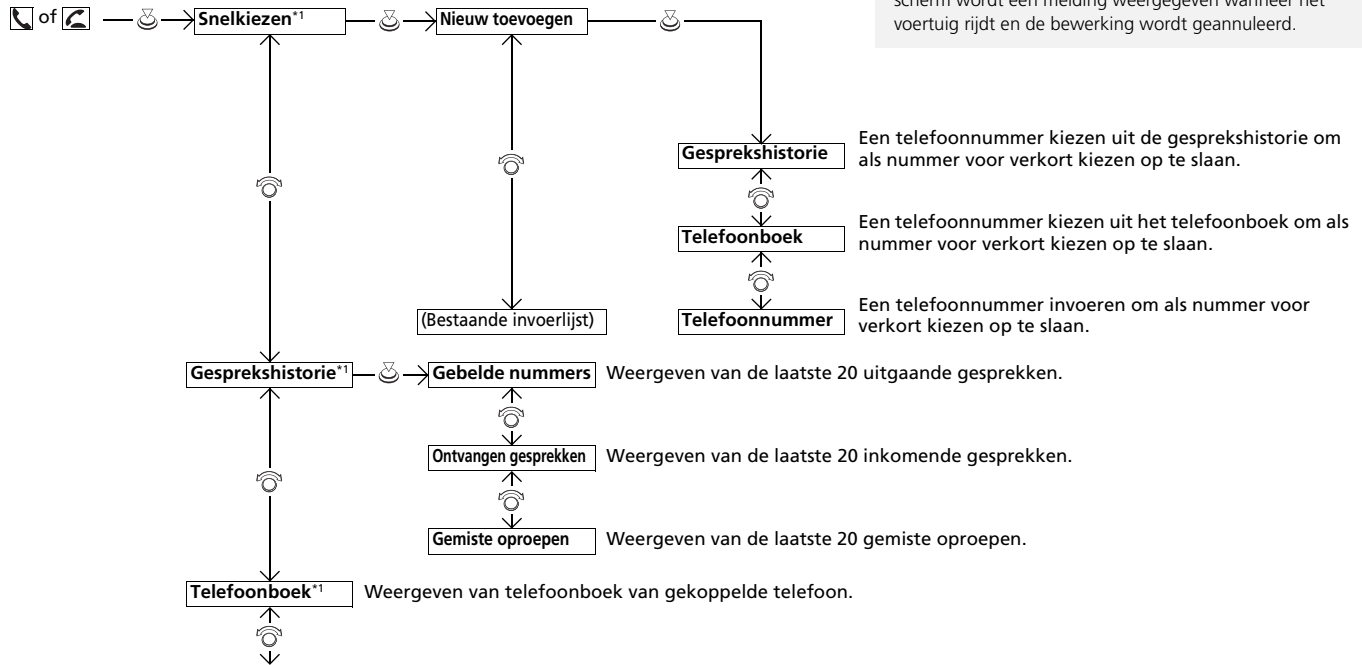 scherm wordt een melding weergegeven wanneer het
voertuig rijdt en de bewerking wordt geannuleerd.
of
Snelkiezen*1
Nieuw toevoegen
Gesprekshistorie
Een telefoonnummer kiezen uit de gesprekshistorie om
als nummer voor verkort kiezen op te slaan.
Telefoonboek
Een telefoonnummer kiezen uit het telefoonboek om als
nummer voor verkort kiezen op te slaan.
(Bestaande invoerlijst)
Telefoonnummer
Een telefoonnummer invoeren om als nummer voor
verkort kiezen op te slaan.
Gesprekshistorie*1
Gebelde nummers
Weergeven van de laatste 20 uitgaande gesprekken.
Ontvangen gesprekken
Weergeven van de laatste 20 inkomende gesprekken.
Gemiste oproepen
Weergeven van de laatste 20 gemiste oproepen.
Telefoonboek*1
Weergeven van telefoonboek van gekoppelde telefoon.